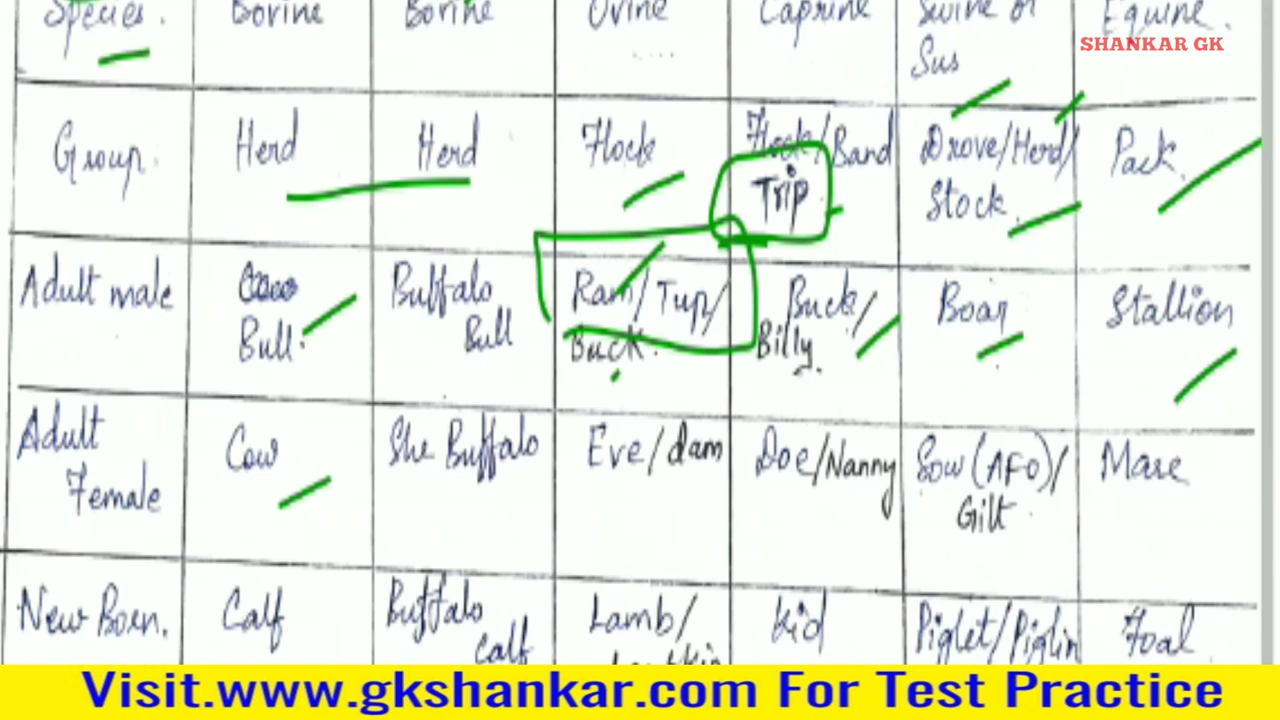 Species. Bovine Bovine Ovine Caprine Swine or Equine.
Sus
SHANKAR GK
Group. Herd Herd Flock Flock/Band Drove/Herd/ Pack.
Trip Stock.
Adult male Bull. Buffalo Bull Ram/Tup/ Buck. Buck/ Billy. Boar Stallion
Adult Female Cow She Buffalo Eve/dam Doe/Nanny Sow (AFO)/ Gilt Mare
New Born. Calf Buffalo calf Lamb/ Kid Piglet/Piglin Foal
Visit.www.gkshankar.com For Test Practice